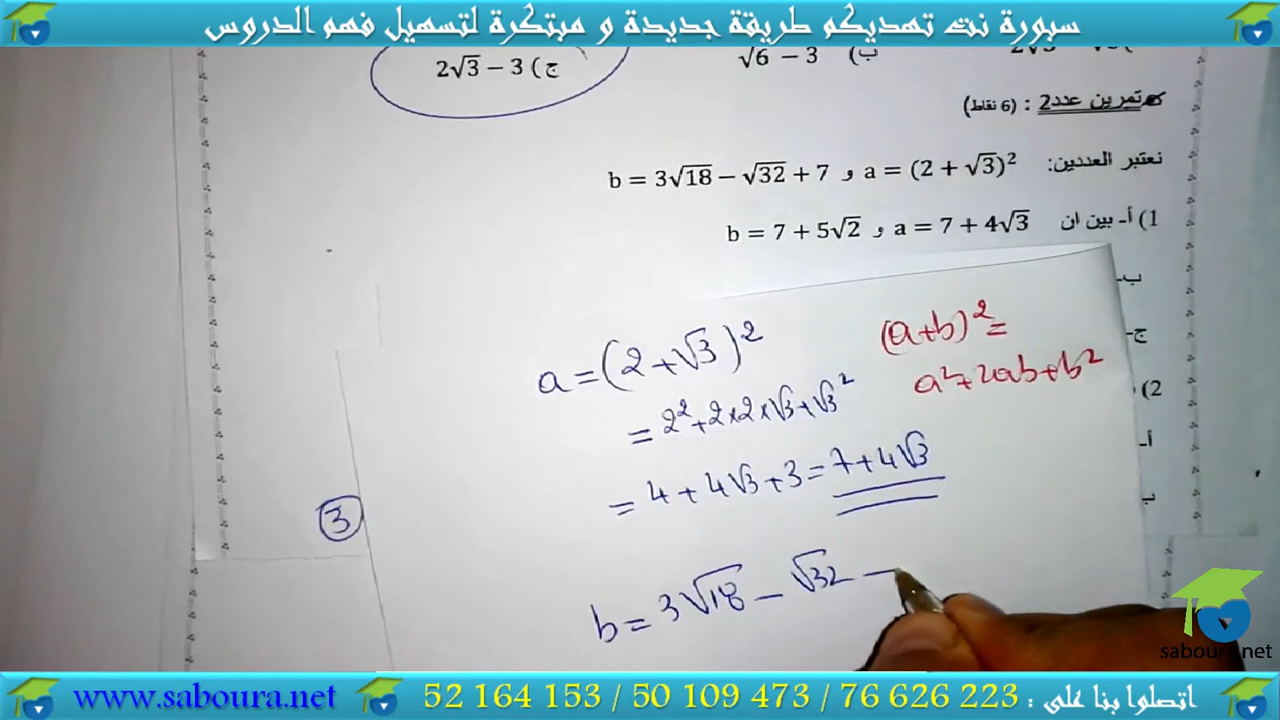 سبورة نت تهديكم طريقة جديدة و مبتكرة لتسهيل فهم الدروس
ب) √6 − 3
ج) 2√3 − 3
تمرين عدد2 : (6 نقاط)
نعتبر العددين: a = (2 + √3)² و b = 3√18 − √32 + 7
1) أ- بين ان a = 7 + 4√3 و b = 7 + 5√2
ب-
ج-
2)
أ-
ب
a = (2 + √3)²
= 2² + 2×2×√3 + √3²
= 4 + 4√3 + 3 = 7 + 4√3
(a+b)² =
a² + 2ab + b²
3
b = 3√18 − √32 −
saboura.net
www.saboura.net
اتصلوا بنا على : 52 164 153 / 50 109 473 / 76 626 223